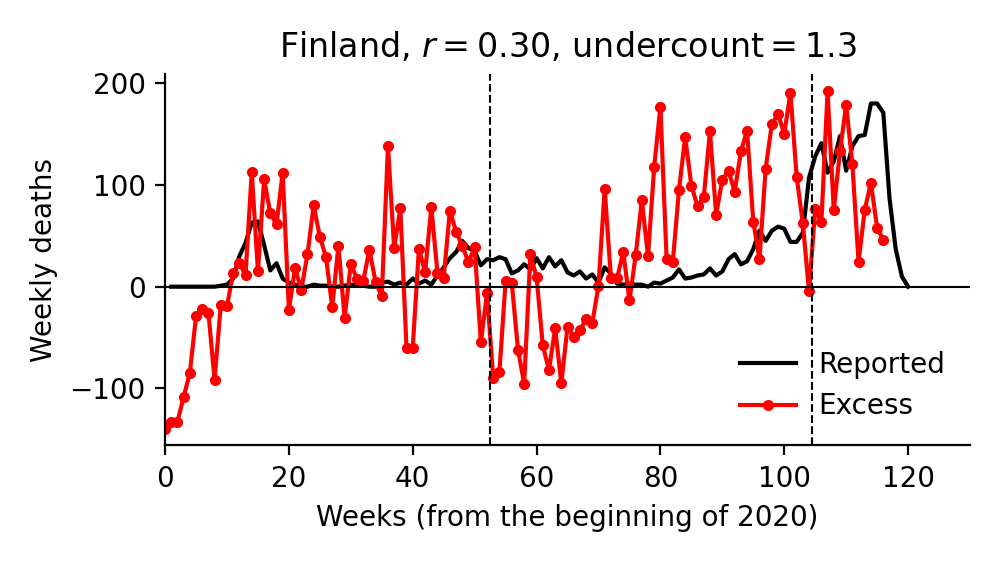 Finland, r = 0.30, undercount = 1.3
Weekly deaths
200
100
0
−100
Reported
Excess
0 20 40 60 80 100 120
Weeks (from the beginning of 2020)